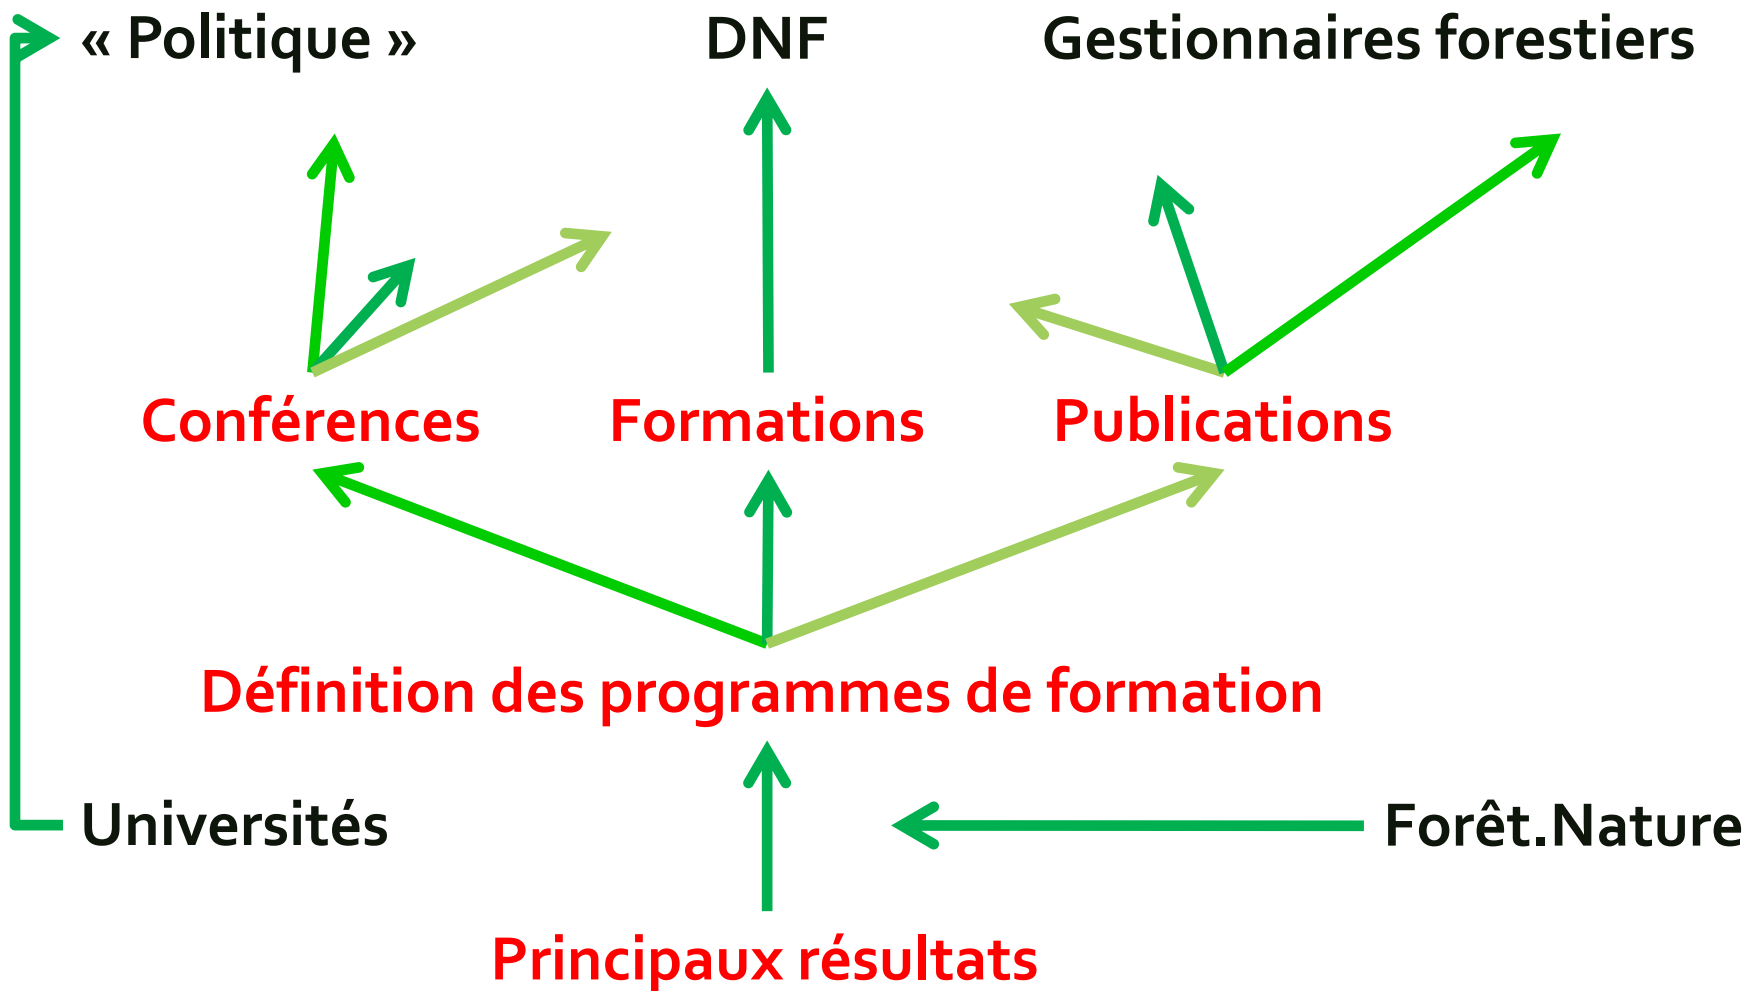 « Politique »
DNF
Gestionnaires forestiers
Conférences
Formations
Publications
Définition des programmes de formation
Universités
Forêt.Nature
Principaux résultats